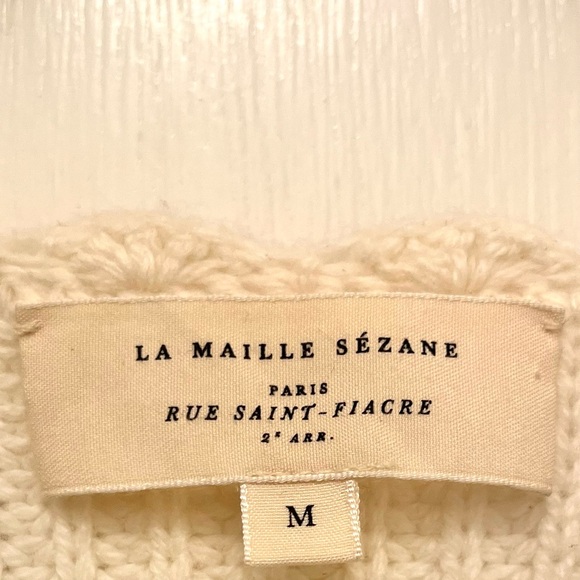 LA MAILLE SÉZANE
PARIS
RUE SAINT-FIACRE
2E ARR.
M